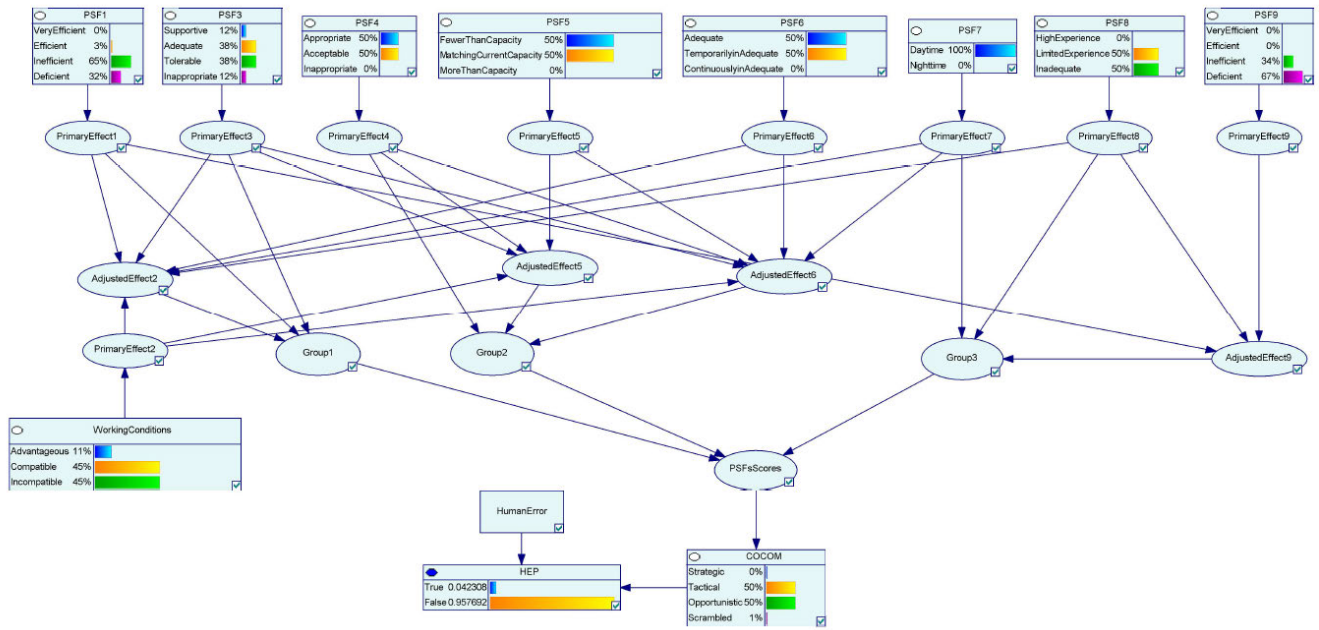 PSF1
VeryEfficient 0%
Efficient 3%
Inefficient 65%
Deficient 32%
PSF3
Supportive 12%
Adequate 38%
Tolerable 38%
Inappropriate 12%
PSF4
Appropriate 50%
Acceptable 50%
Inappropriate 0%
PSF5
FewerThanCapacity 50%
MatchingCurrentCapacity 50%
MoreThanCapacity 0%
PSF6
Adequate 50%
TemporarilyinAdequate 50%
ContinuouslyinAdequate 0%
PSF7
Daytime 100%
Nighttime 0%
PSF8
HighExperience 0%
LimitedExperience 50%
Inadequate 50%
PSF9
VeryEfficient 0%
Efficient 0%
Inefficient 34%
Deficient 67%
PrimaryEffect1
PrimaryEffect3
PrimaryEffect4
PrimaryEffect5
PrimaryEffect6
PrimaryEffect7
PrimaryEffect8
PrimaryEffect9
AdjustedEffect2
AdjustedEffect5
AdjustedEffect6
PrimaryEffect2
Group1
Group2
Group3
AdjustedEffect9
WorkingConditions
Advantageous 11%
Compatible 45%
Incompatible 45%
PSFsScores
HumanError
HEP
True 0.042308
False 0.957692
COCOM
Strategic 0%
Tactical 50%
Opportunistic 50%
Scrambled 1%